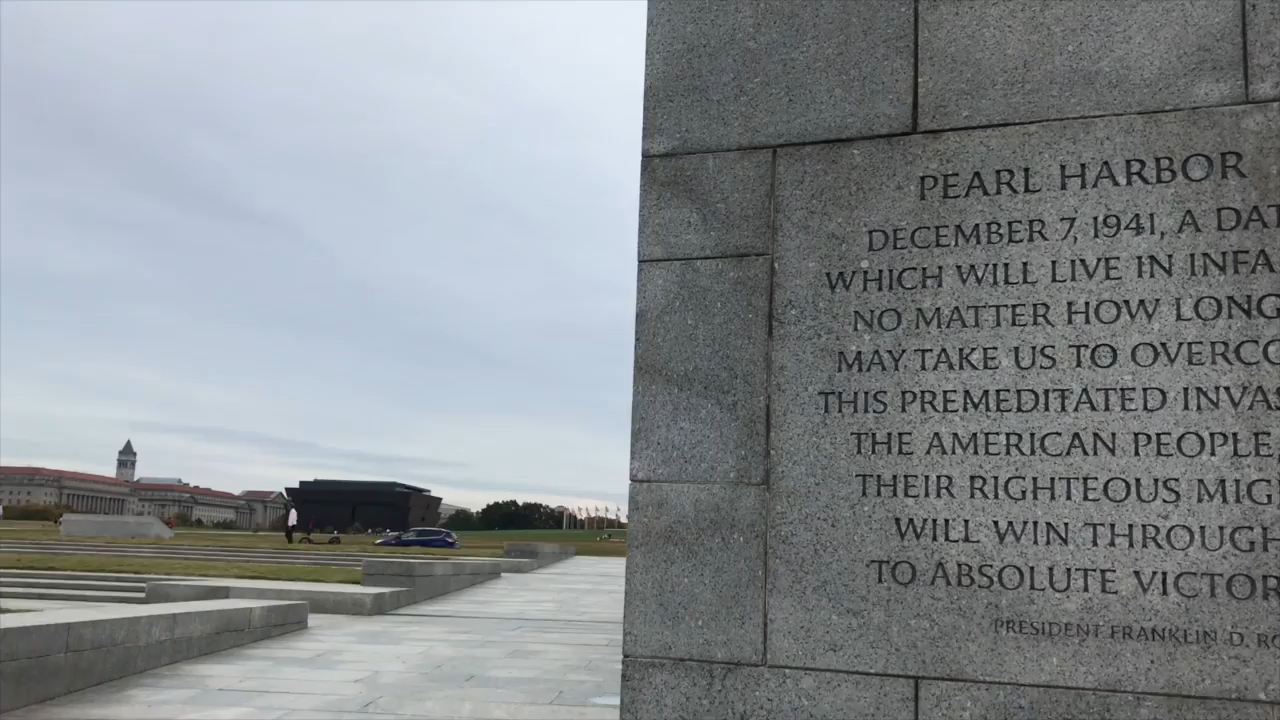 PEARL HARBOR
DECEMBER 7, 1941, A DAT
WHICH WILL LIVE IN INFA
NO MATTER HOW LONG
MAY TAKE US TO OVERCO
THIS PREMEDITATED INVAS
THE AMERICAN PEOPLE,
THEIR RIGHTEOUS MIG
WILL WIN THROUGH
TO ABSOLUTE VICTOR
PRESIDENT FRANKLIN D. RO